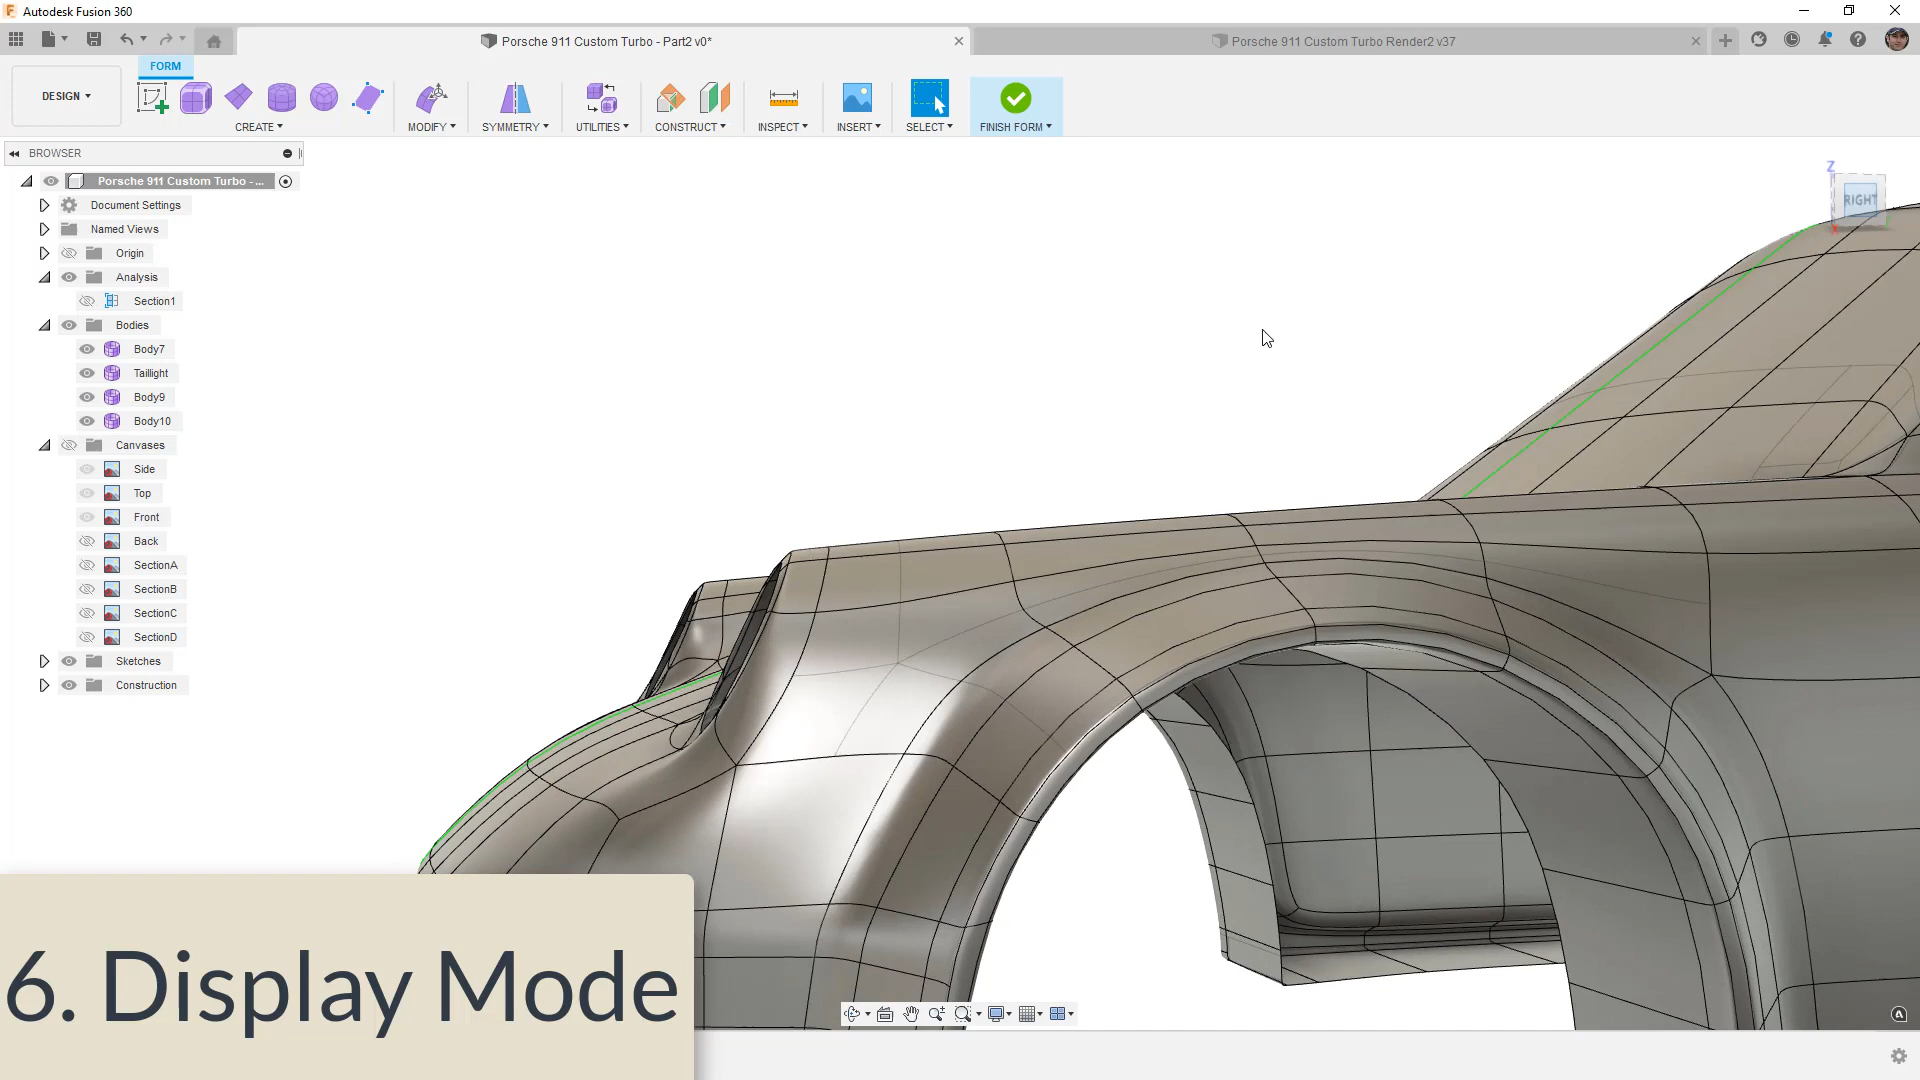 Autodesk Fusion 360
Porsche 911 Custom Turbo - Part2 v0*
Porsche 911 Custom Turbo Render2 v37
FORM
DESIGN
CREATE
MODIFY
SYMMETRY
UTILITIES
CONSTRUCT
INSPECT
INSERT
SELECT
FINISH FORM
BROWSER
Porsche 911 Custom Turbo - ...
Document Settings
Named Views
Origin
Analysis
Section1
Bodies
Body7
Taillight
Body9
Body10
Canvases
Side
Top
Front
Back
SectionA
SectionB
SectionC
SectionD
Sketches
Construction
Z
RIGHT
X
6. Display Mode